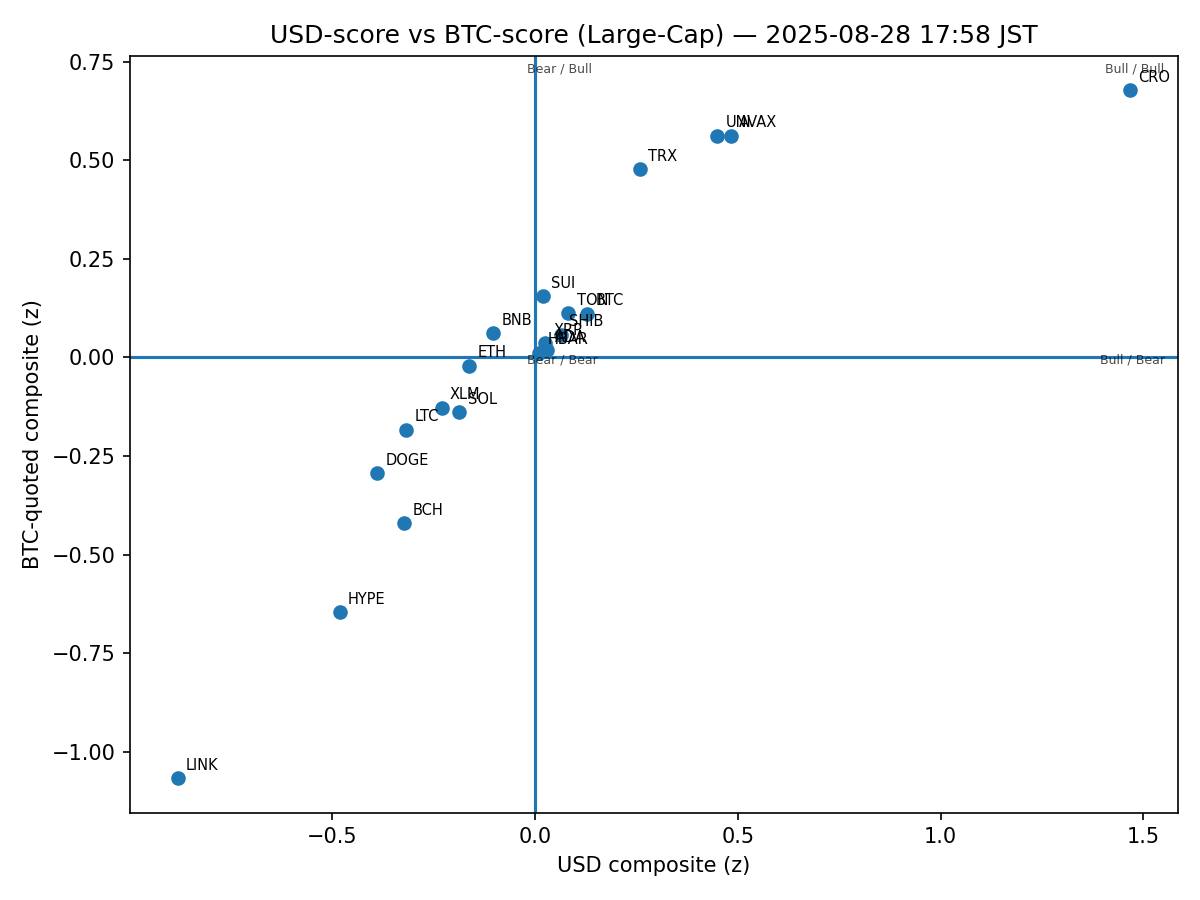 USD-score vs BTC-score (Large-Cap) — 2025-08-28 17:58 JST
0.75
Bear / Bull
Bull / Bull
CRO
UNI
AVAX
0.50
TRX
0.25
SUI
TON
BTC
BNB
SHIB
XRP
HBAR
ADA
0.00
ETH
Bear / Bear
Bull / Bear
XLM
SOL
LTC
−0.25
DOGE
BCH
−0.50
HYPE
−0.75
−1.00
LINK
−0.5
0.0
0.5
1.0
1.5
USD composite (z)
BTC-quoted composite (z)